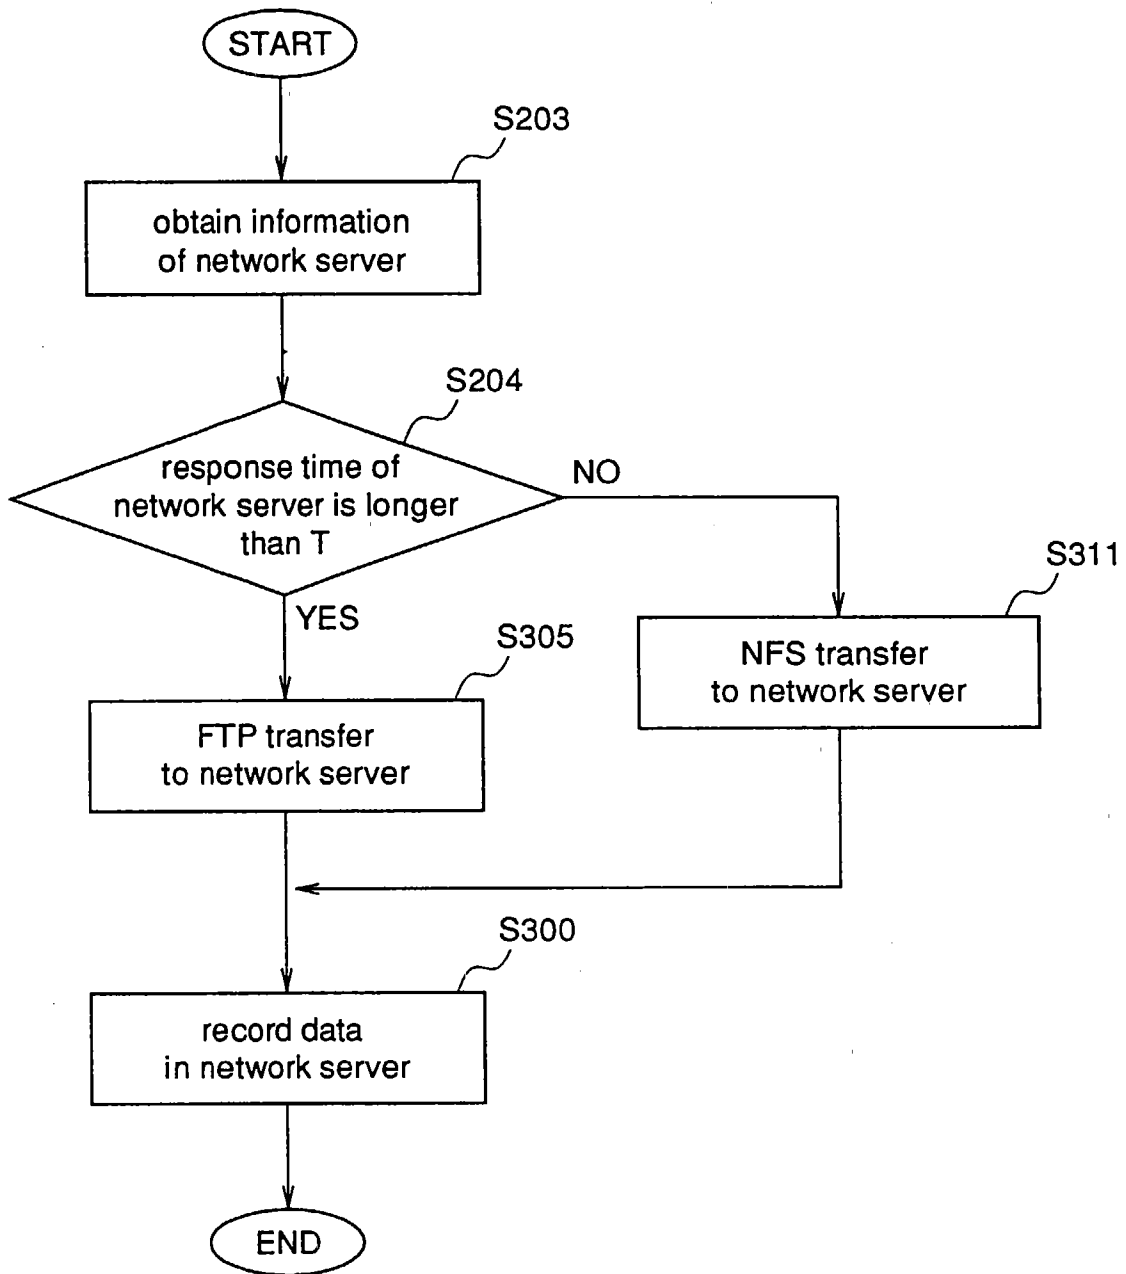 START
S203
obtain information
of network server
S204
response time of
network server is longer
than T
NO
YES
S311
NFS transfer
to network server
S305
FTP transfer
to network server
S300
record data
in network server
END